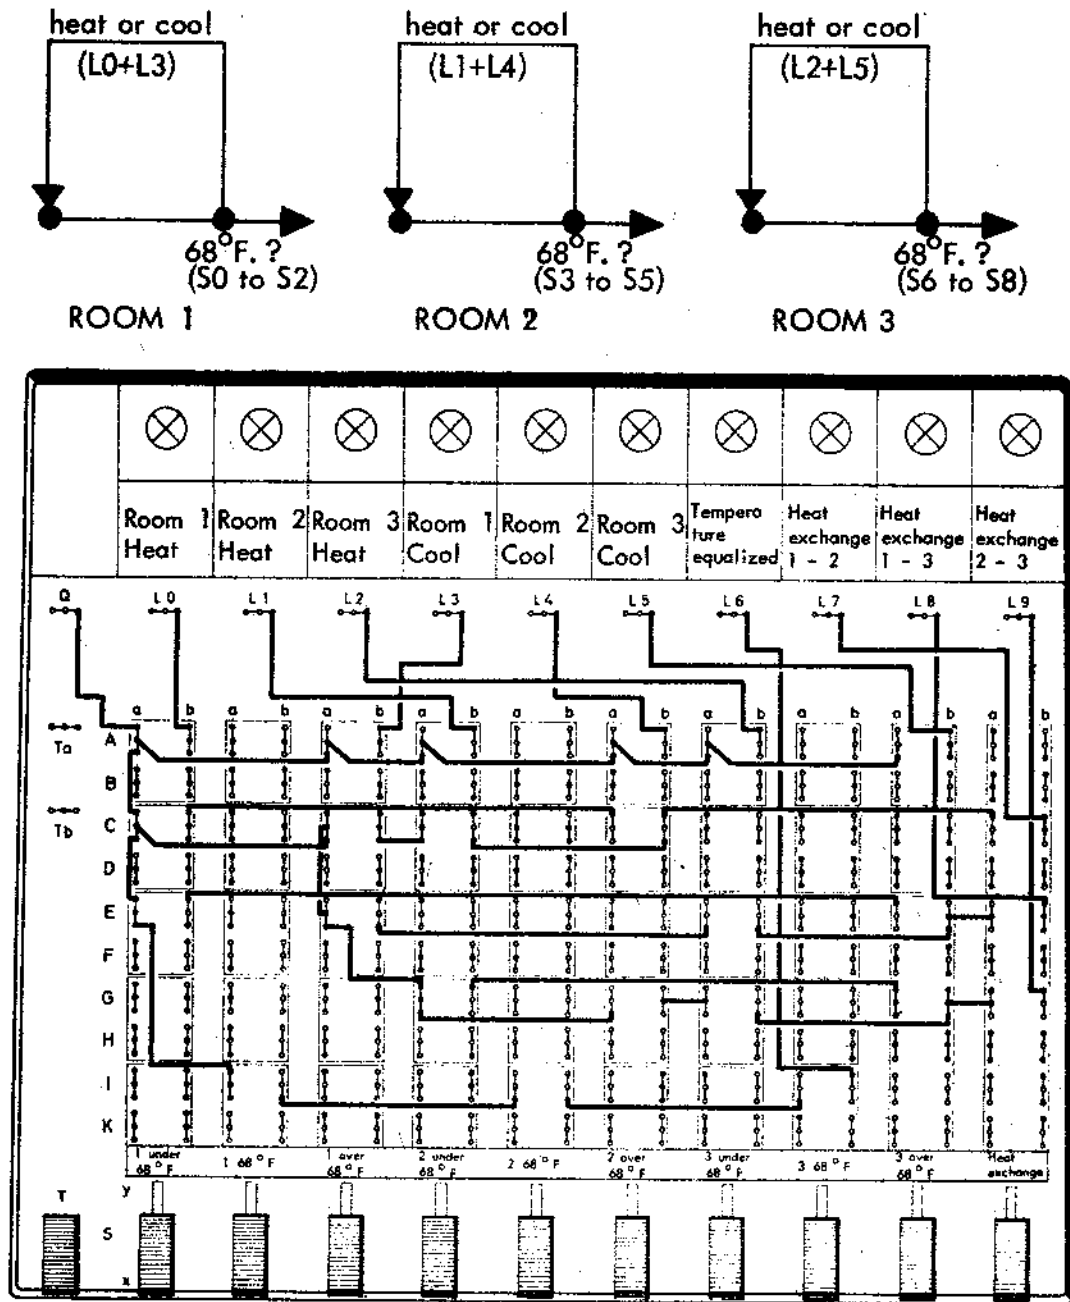 heat or cool heat or cool heat or cool
(L0+L3) (L1+L4) (L2+L5)
68°F. ? 68°F. ? 68°F. ?
(S0 to S2) (S3 to S5) (S6 to S8)
ROOM 1 ROOM 2 ROOM 3
Room 1 Heat
Room 2 Heat
Room 3 Heat
Room 1 Cool
Room 2 Cool
Room 3 Cool
Tempera
ture
equalized
Heat
exchange
1 - 2
Heat
exchange
1 - 3
Heat
exchange
2 - 3
Q L0 L1 L2 L3 L4 L5 L6 L7 L8 L9
a b a b a b a b a b a b a b a b a b a b
Ta A
B
Tb C
D
E
F
G
H
I
K
1 under 68°F
1 68°F
1 over 68°F
2 under 68°F
2 68°F
2 over 68°F
3 under 68°F
3 68°F
3 over 68°F
Heat exchange
T y
S
x